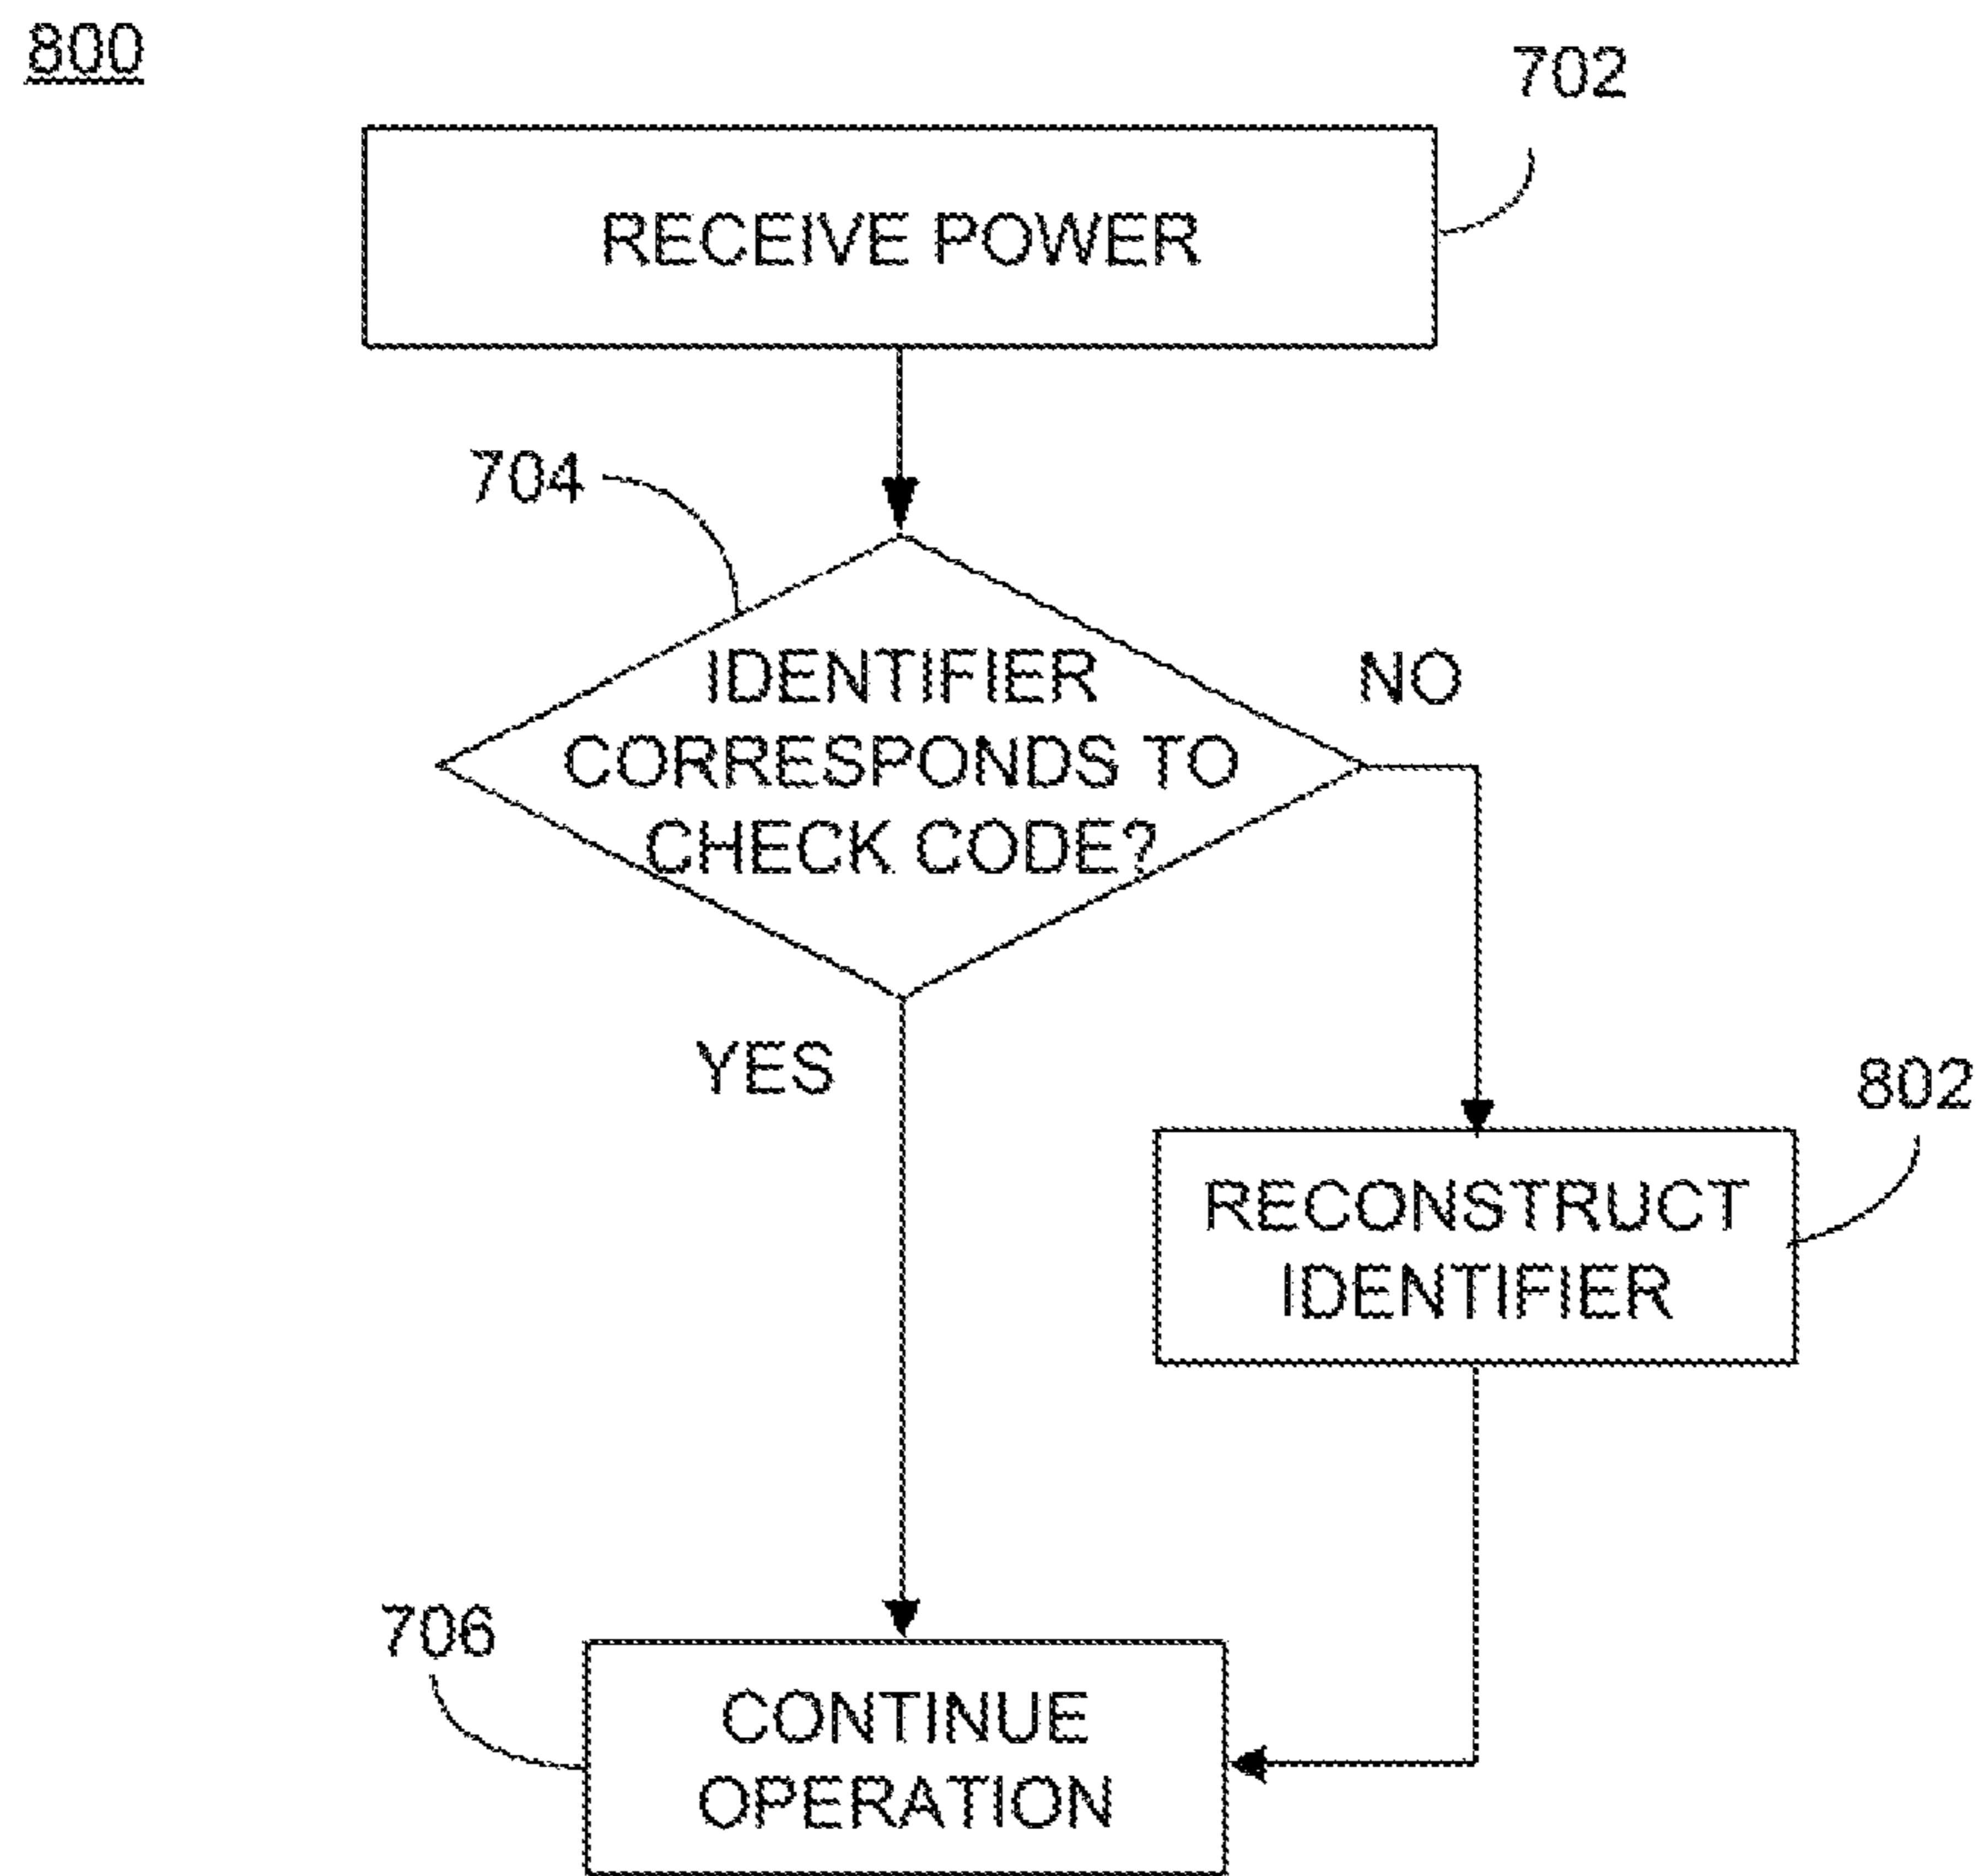 800
702
RECEIVE POWER
704
IDENTIFIER
CORRESPONDS TO
CHECK CODE?
NO
YES
802
RECONSTRUCT
IDENTIFIER
706
CONTINUE
OPERATION